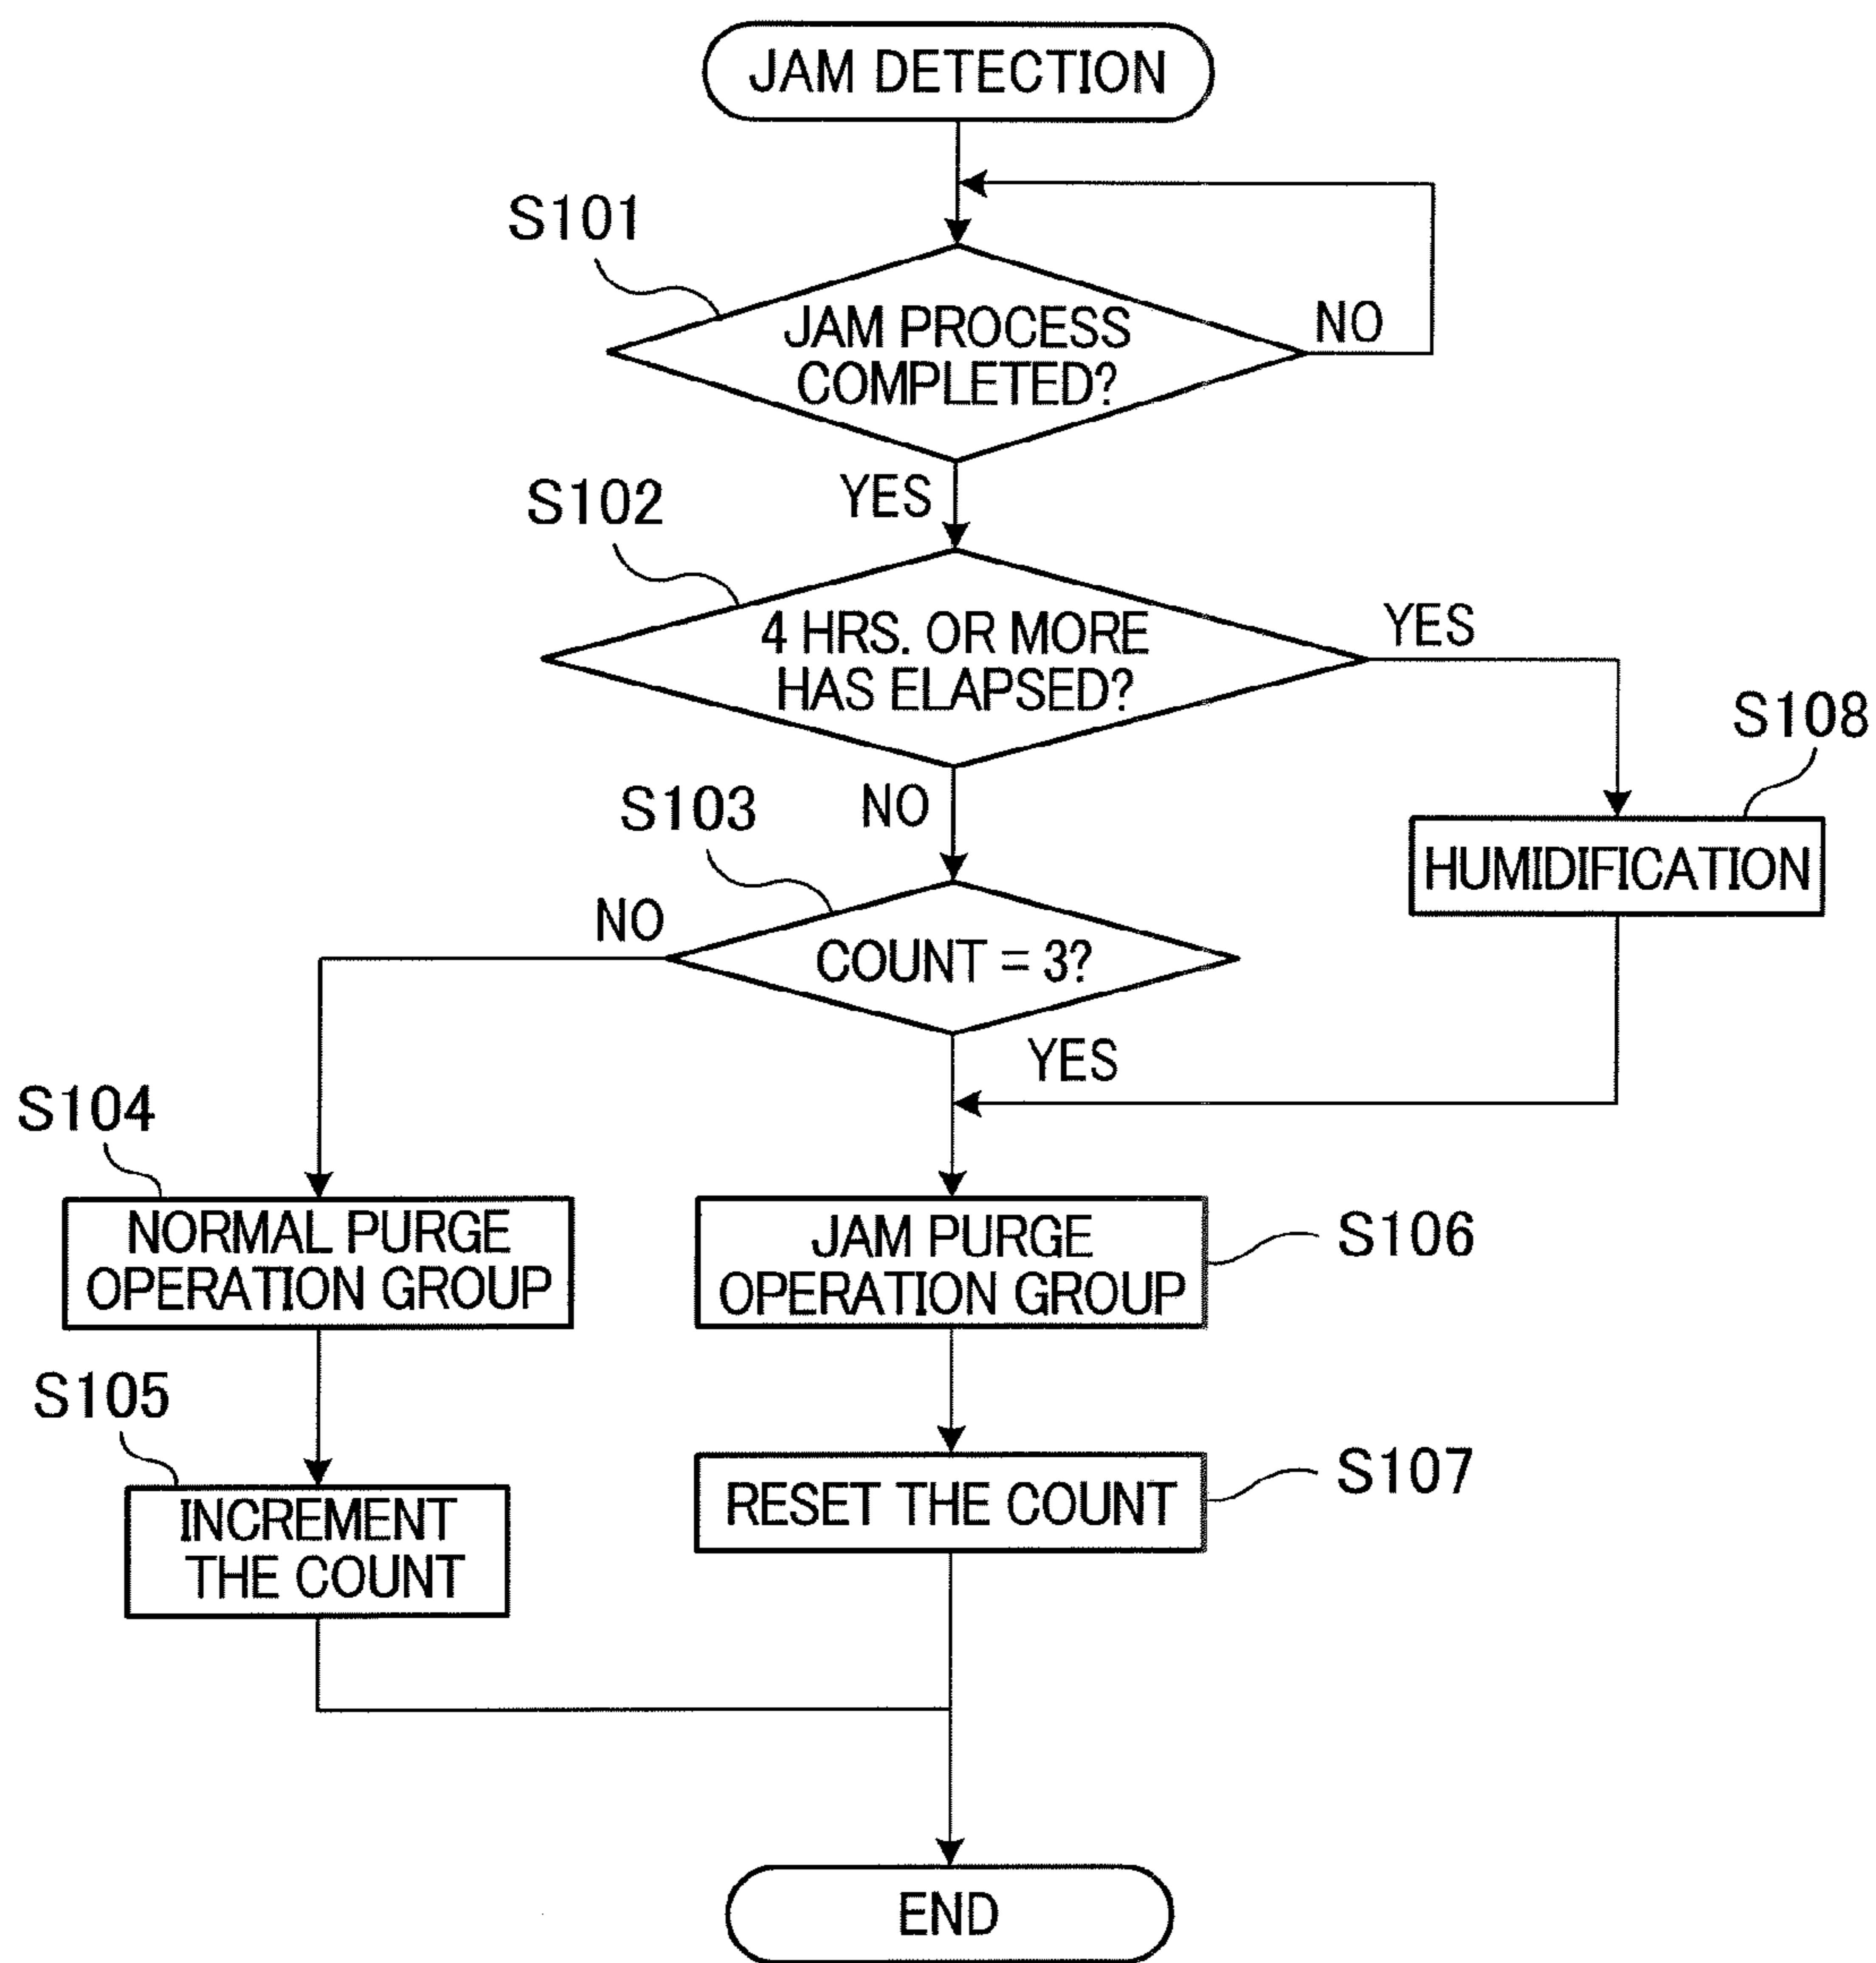 JAM DETECTION
S101
JAM PROCESS
COMPLETED?
NO
YES
S102
4 HRS. OR MORE
HAS ELAPSED?
YES
S108
HUMIDIFICATION
NO
S103
COUNT = 3?
NO
YES
S104
NORMAL PURGE
OPERATION GROUP
JAM PURGE
OPERATION GROUP
S106
S105
INCREMENT
THE COUNT
RESET THE COUNT
S107
END